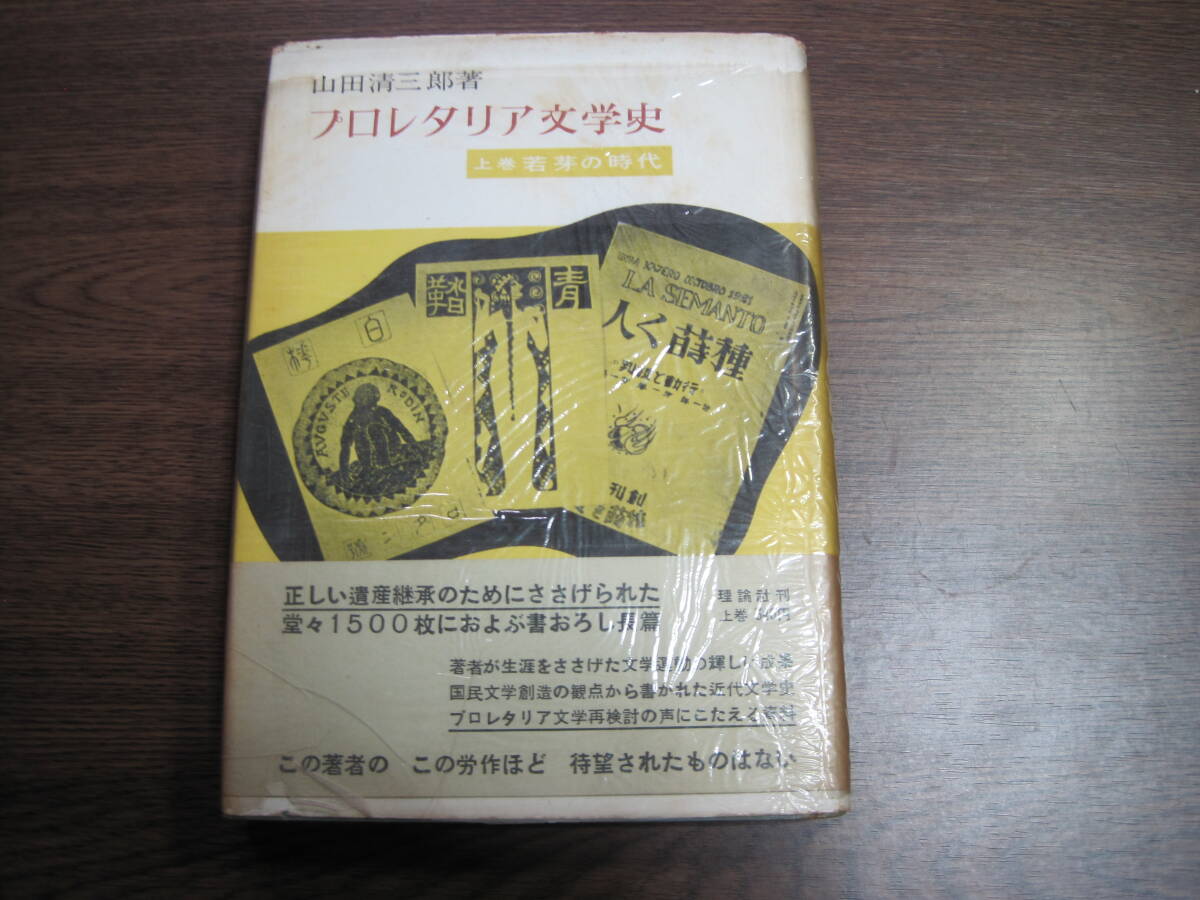 山田清三郎著
プロレタリア文学史
上巻 若芽の時代
白
樺
AUGUSTE RODIN
青
鞜
LA SEMANTO
種蒔く人
正しい遺産継承のためにささげられた
堂々1500枚におよぶ書おろし長篇
理論社刊
上巻
著者が生涯をささげた文学運動の輝しい成果
国民文学創造の観点から書かれた近代文学史
プロレタリア文学再検討の声にこたえる資料
この著者の この労作ほど 待望されたものはない